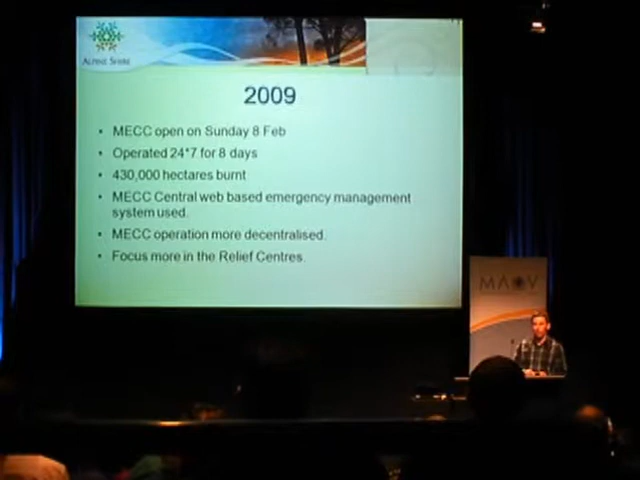 ALPINE SHIRE
2009
• MECC open on Sunday 8 Feb
• Operated 24*7 for 8 days
• 430,000 hectares burnt
• MECC Central web based emergency management
system used.
• MECC operation more decentralised.
• Focus more in the Relief Centres.
MAV